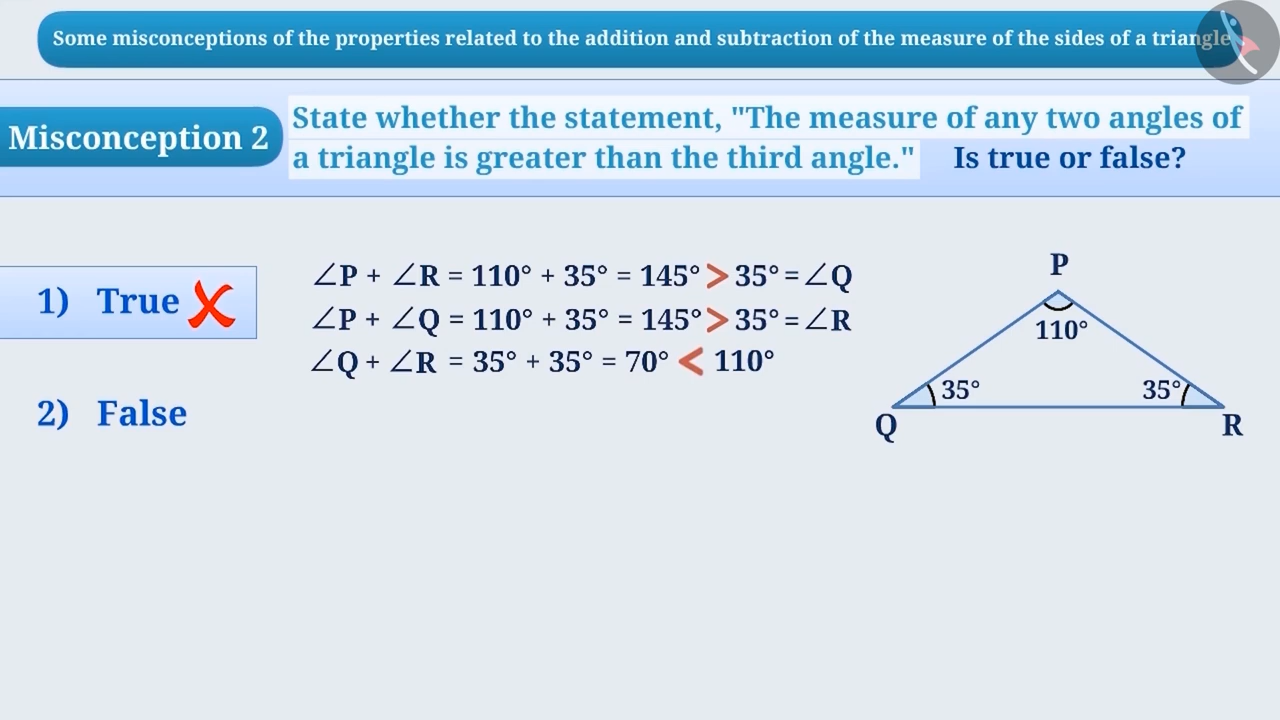 Some misconceptions of the properties related to the addition and subtraction of the measure of the sides of a triangle.
Misconception 2
State whether the statement, "The measure of any two angles of
a triangle is greater than the third angle." Is true or false?
1) True
2) False
∠P + ∠R = 110° + 35° = 145° > 35° = ∠Q
∠P + ∠Q = 110° + 35° = 145° > 35° = ∠R
∠Q + ∠R = 35° + 35° = 70° < 110°
P
110°
35° 35°
Q R